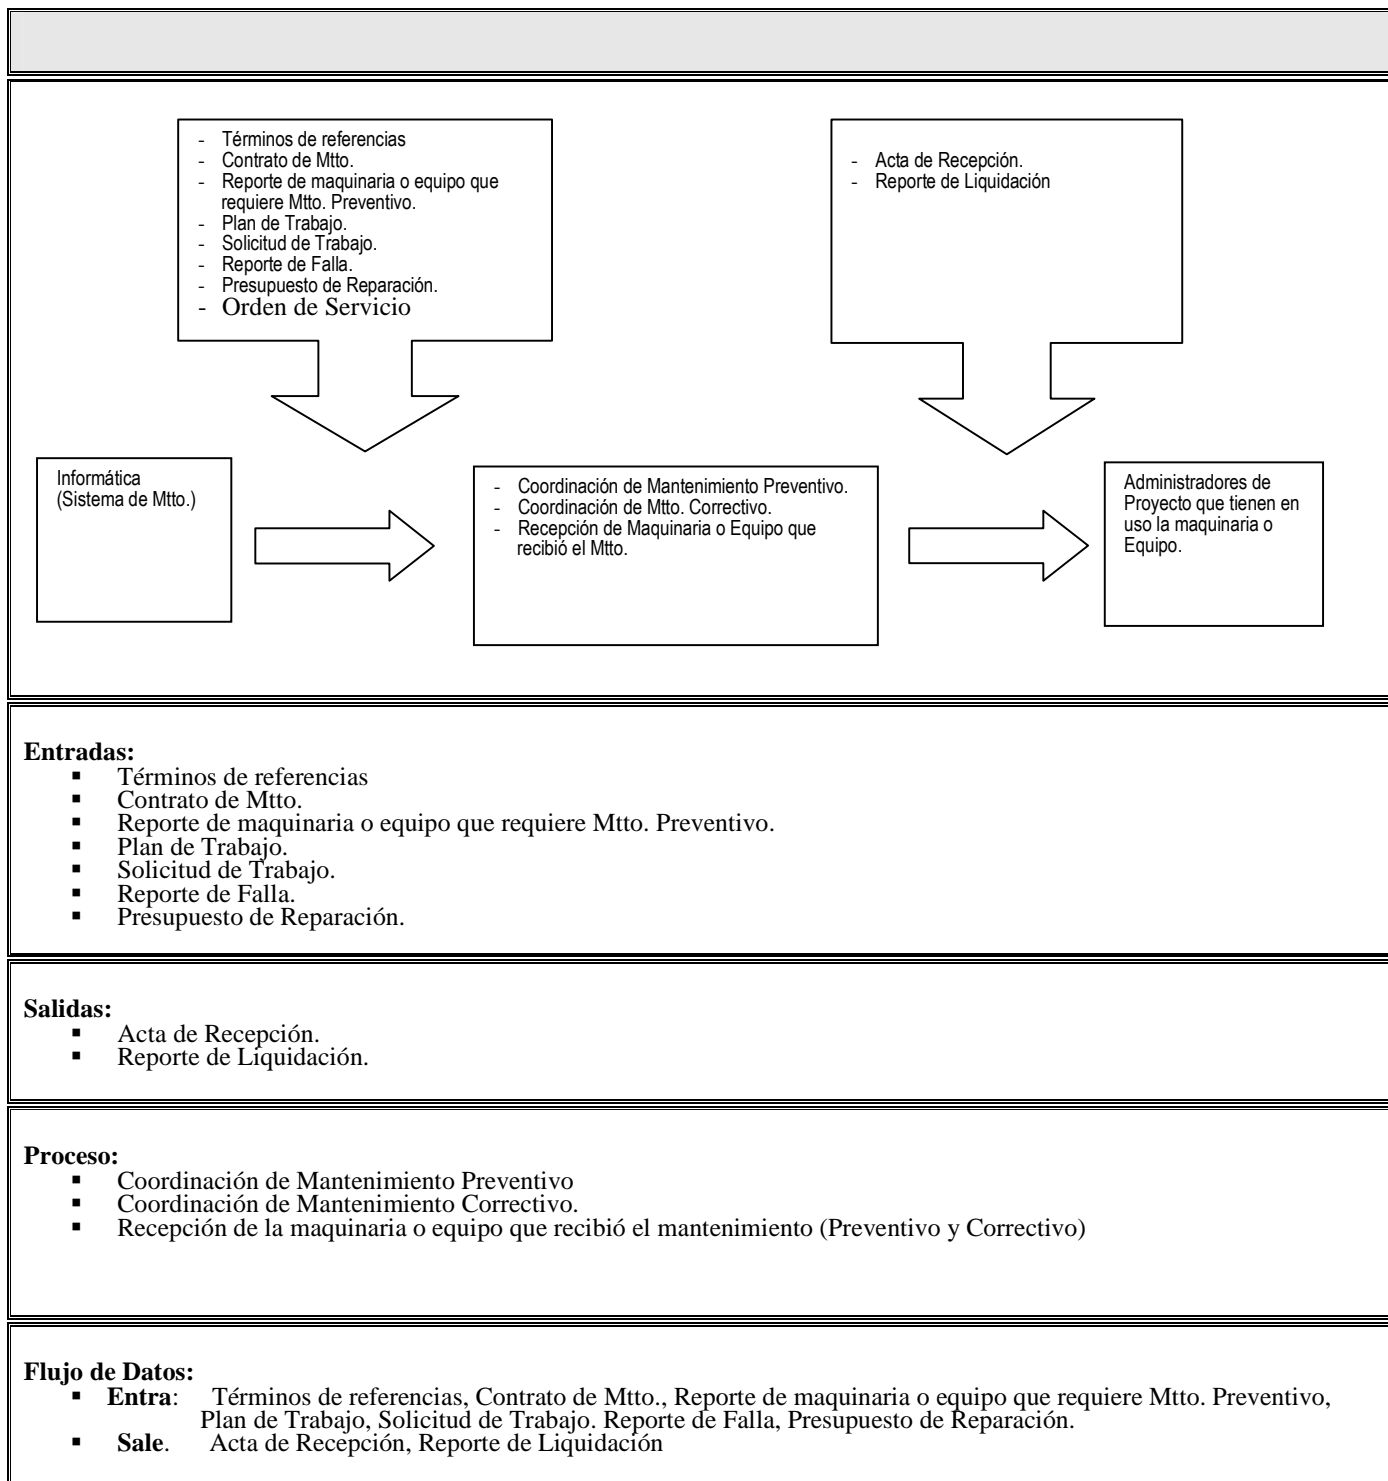 - Términos de referencias
- Contrato de Mtto.
- Reporte de maquinaria o equipo que
requiere Mtto. Preventivo.
- Plan de Trabajo.
- Solicitud de Trabajo.
- Reporte de Falla.
- Presupuesto de Reparación.
- Orden de Servicio
- Acta de Recepción.
- Reporte de Liquidación
Informática
(Sistema de Mtto.)
- Coordinación de Mantenimiento Preventivo.
- Coordinación de Mtto. Correctivo.
- Recepción de Maquinaria o Equipo que
recibió el Mtto.
Administradores de
Proyecto que tienen en
uso la maquinaria o
Equipo.
Entradas:
▪ Términos de referencias
▪ Contrato de Mtto.
▪ Reporte de maquinaria o equipo que requiere Mtto. Preventivo.
▪ Plan de Trabajo.
▪ Solicitud de Trabajo.
▪ Reporte de Falla.
▪ Presupuesto de Reparación.
Salidas:
▪ Acta de Recepción.
▪ Reporte de Liquidación.
Proceso:
▪ Coordinación de Mantenimiento Preventivo
▪ Coordinación de Mantenimiento Correctivo.
▪ Recepción de la maquinaria o equipo que recibió el mantenimiento (Preventivo y Correctivo)
Flujo de Datos:
▪ Entra: Términos de referencias, Contrato de Mtto., Reporte de maquinaria o equipo que requiere Mtto. Preventivo,
Plan de Trabajo, Solicitud de Trabajo. Reporte de Falla, Presupuesto de Reparación.
▪ Sale. Acta de Recepción, Reporte de Liquidación